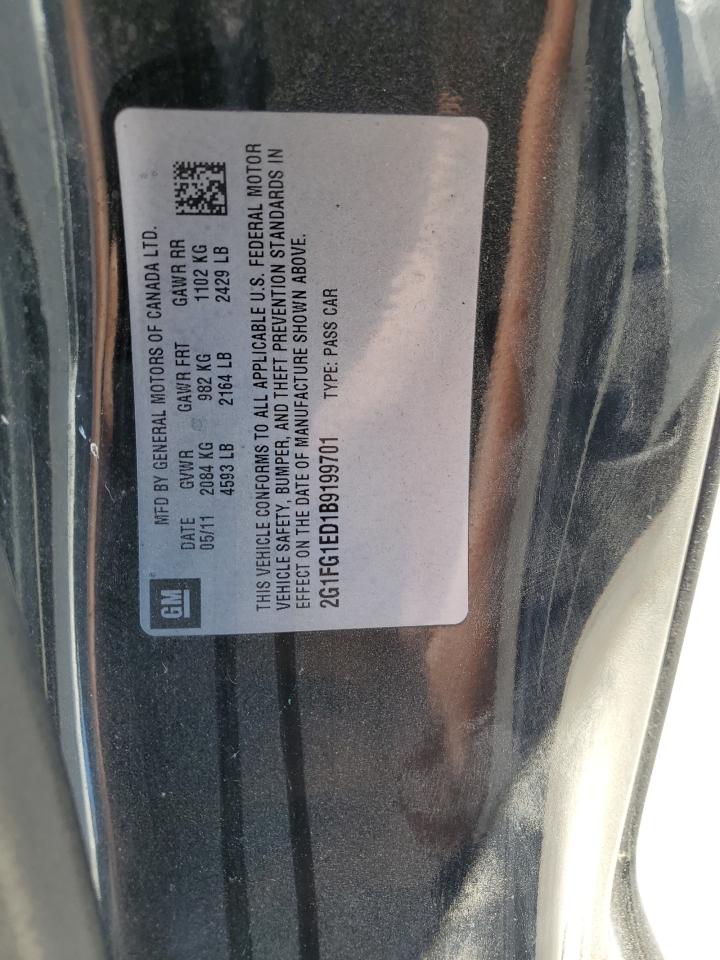 GM
MFD BY GENERAL MOTORS OF CANADA LTD.
DATE GVWR GAWR FRT GAWR RR
05/11 2084 KG 982 KG 1102 KG
4593 LB 2164 LB 2429 LB
THIS VEHICLE CONFORMS TO ALL APPLICABLE U.S. FEDERAL MOTOR
VEHICLE SAFETY, BUMPER, AND THEFT PREVENTION STANDARDS IN
EFFECT ON THE DATE OF MANUFACTURE SHOWN ABOVE.
2G1FG1ED1B9199701 TYPE: PASS CAR